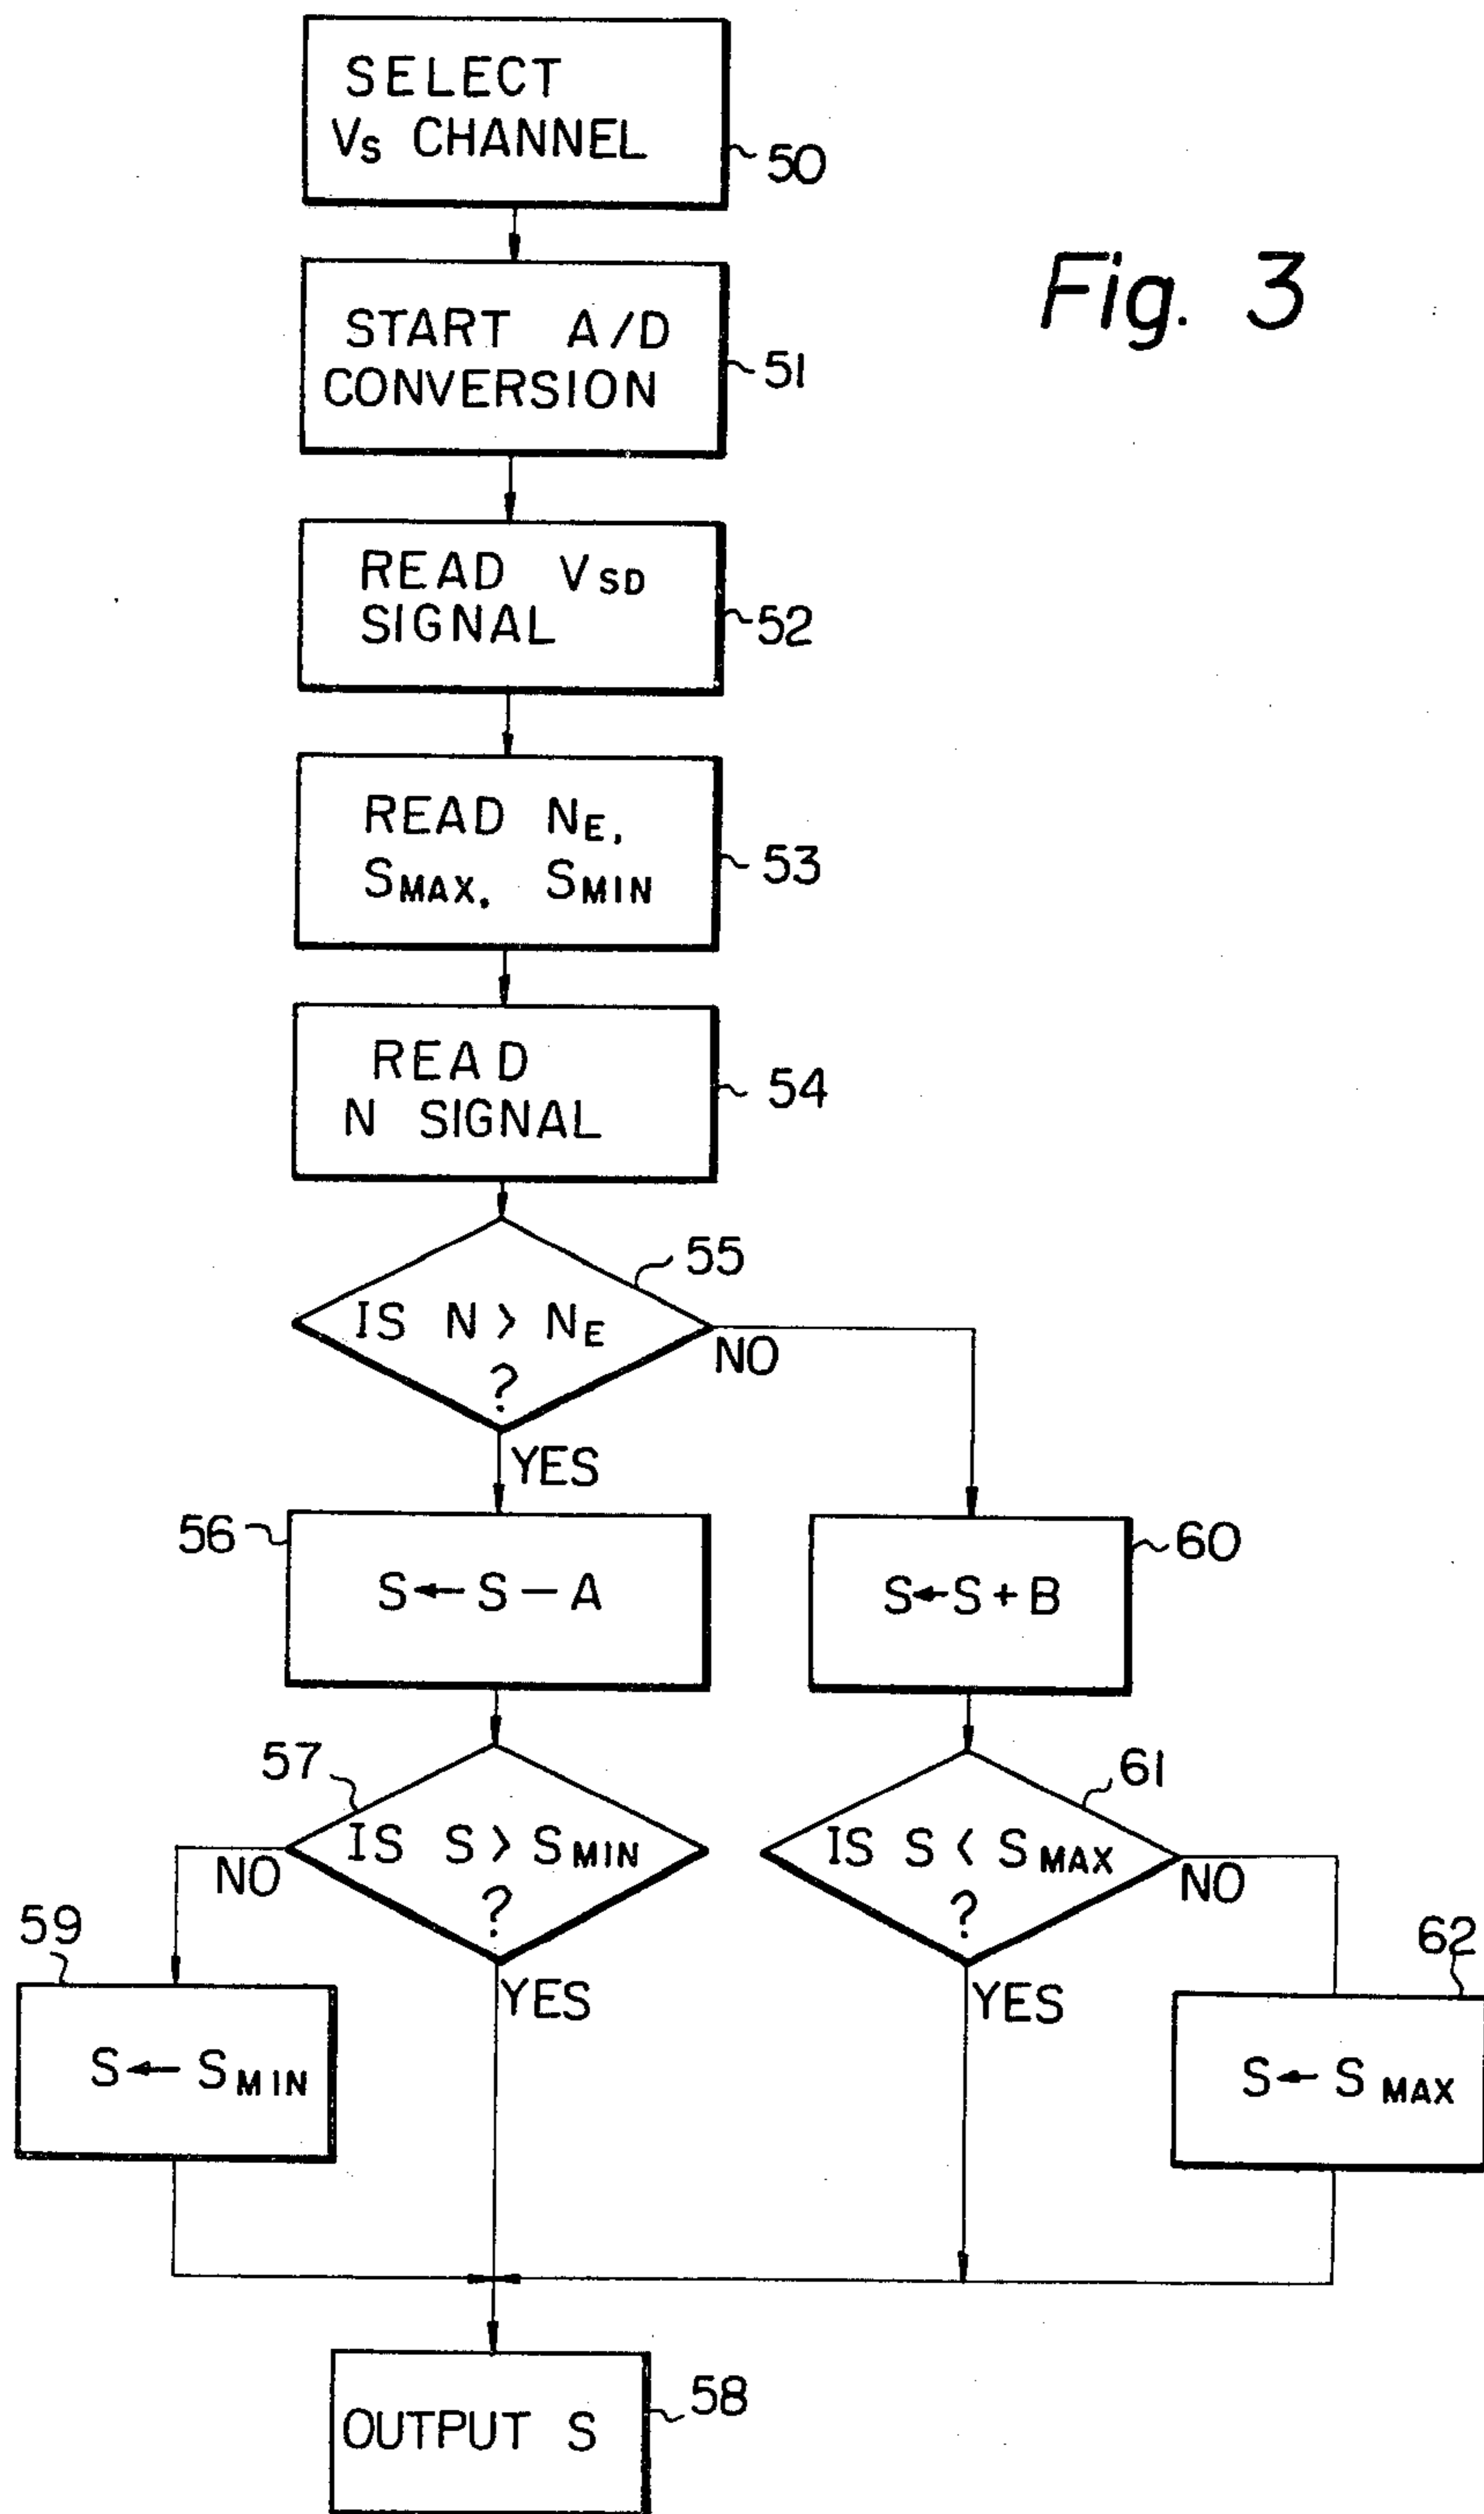 SELECT
VS CHANNEL
50
Fig. 3
START A/D
CONVERSION
51
READ VSD
SIGNAL
52
READ NE,
SMAX, SMIN
53
READ
N SIGNAL
54
55
IS N > NE
?
NO
YES
56
S ← S — A
60
S ← S + B
57
IS S > SMIN
?
NO
YES
61
IS S < SMAX
?
NO
YES
59
S ← SMIN
62
S ← SMAX
OUTPUT S
58